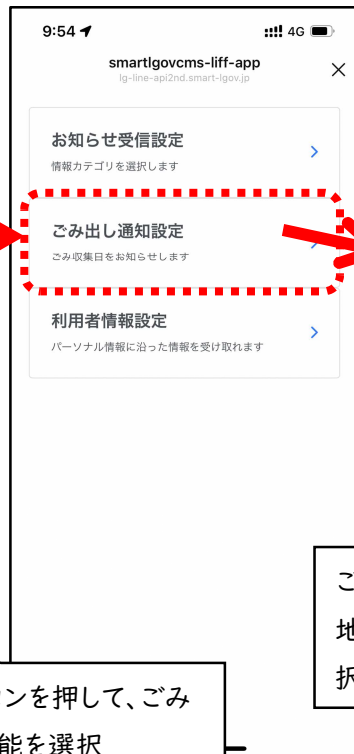 9:54
4G
smartlgovcms-liff-app
lg-line-api2nd.smart-lgov.jp
お知らせ受信設定
情報カテゴリを選択します
ごみ出し通知設定
ごみ収集日をお知らせします
利用者情報設定
パーソナル情報に沿った情報を受け取れます
ご
地
択
ンを押して、ごみ
能を選択